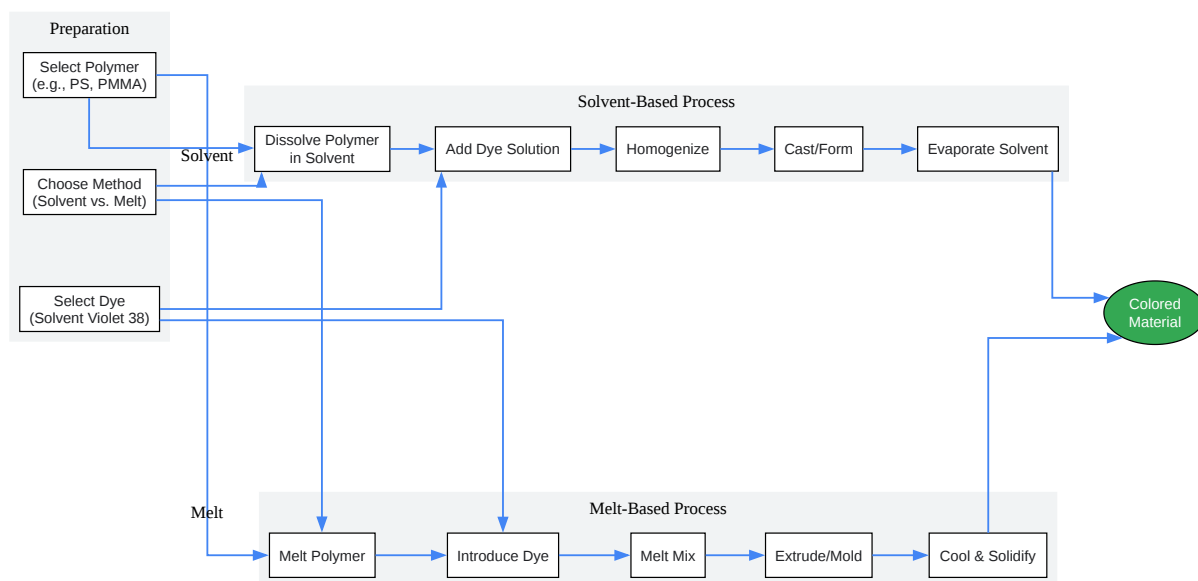 Preparation
Select Polymer
(e.g., PS, PMMA)
Choose Method
(Solvent vs. Melt)
Select Dye
(Solvent Violet 38)
Solvent
Melt
Solvent-Based Process
Dissolve Polymer
in Solvent
Add Dye Solution
Homogenize
Cast/Form
Evaporate Solvent
Melt-Based Process
Melt Polymer
Introduce Dye
Melt Mix
Extrude/Mold
Cool & Solidify
Colored
Material